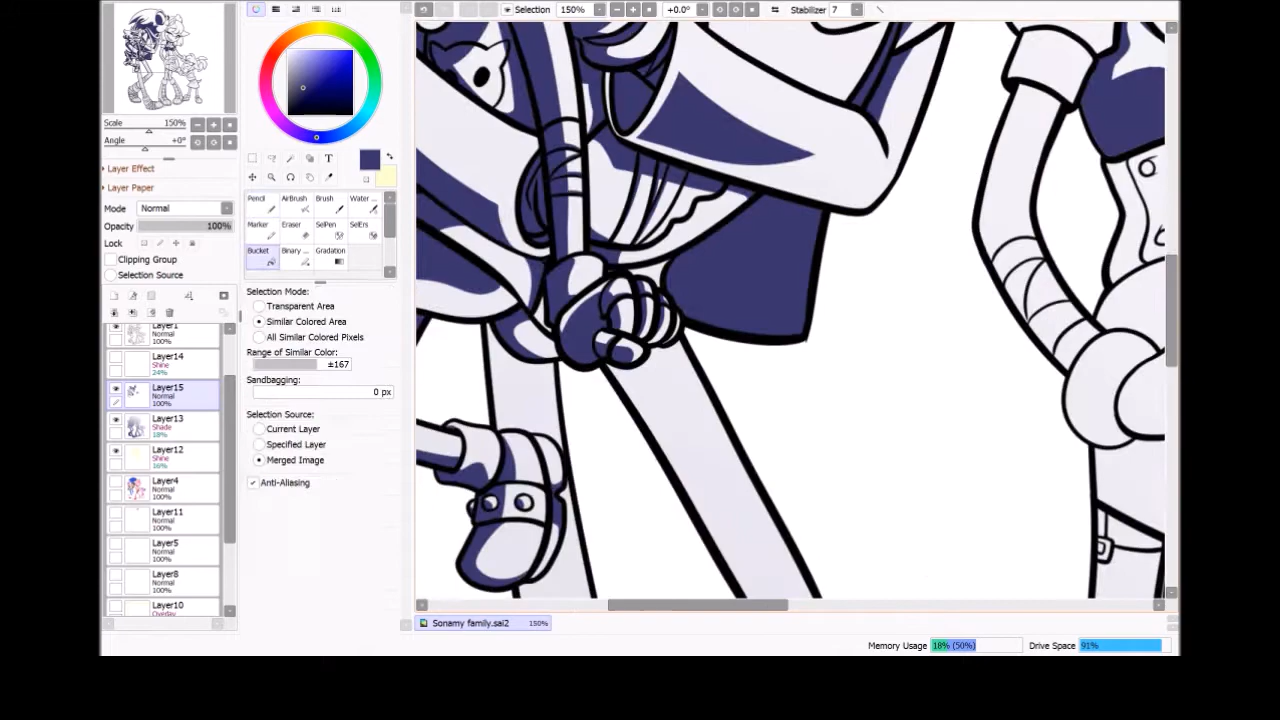 Selection 150% +0.0° Stabilizer 7
Scale 150%
Angle +0°
Layer Effect
Layer Paper
Mode Normal
Opacity 100%
Lock
Clipping Group
Selection Source
Layer1
Normal
100%
Layer14
Shine
24%
Layer15
Normal
100%
Layer13
Shade
18%
Layer12
Shine
16%
Layer4
Normal
100%
Layer11
Normal
100%
Layer5
Normal
100%
Layer8
Normal
100%
Layer10
Overlay
T
Pencil AirBrush Brush Water ...
Marker Eraser SelPen SelErs
Bucket Binary ... Gradation
Selection Mode:
Transparent Area
Similar Colored Area
All Similar Colored Pixels
Range of Similar Color:
±167
Sandbagging:
0 px
Selection Source:
Current Layer
Specified Layer
Merged Image
Anti-Aliasing
Sonamy family.sai2 150%
Memory Usage 18% (50%) Drive Space 91%